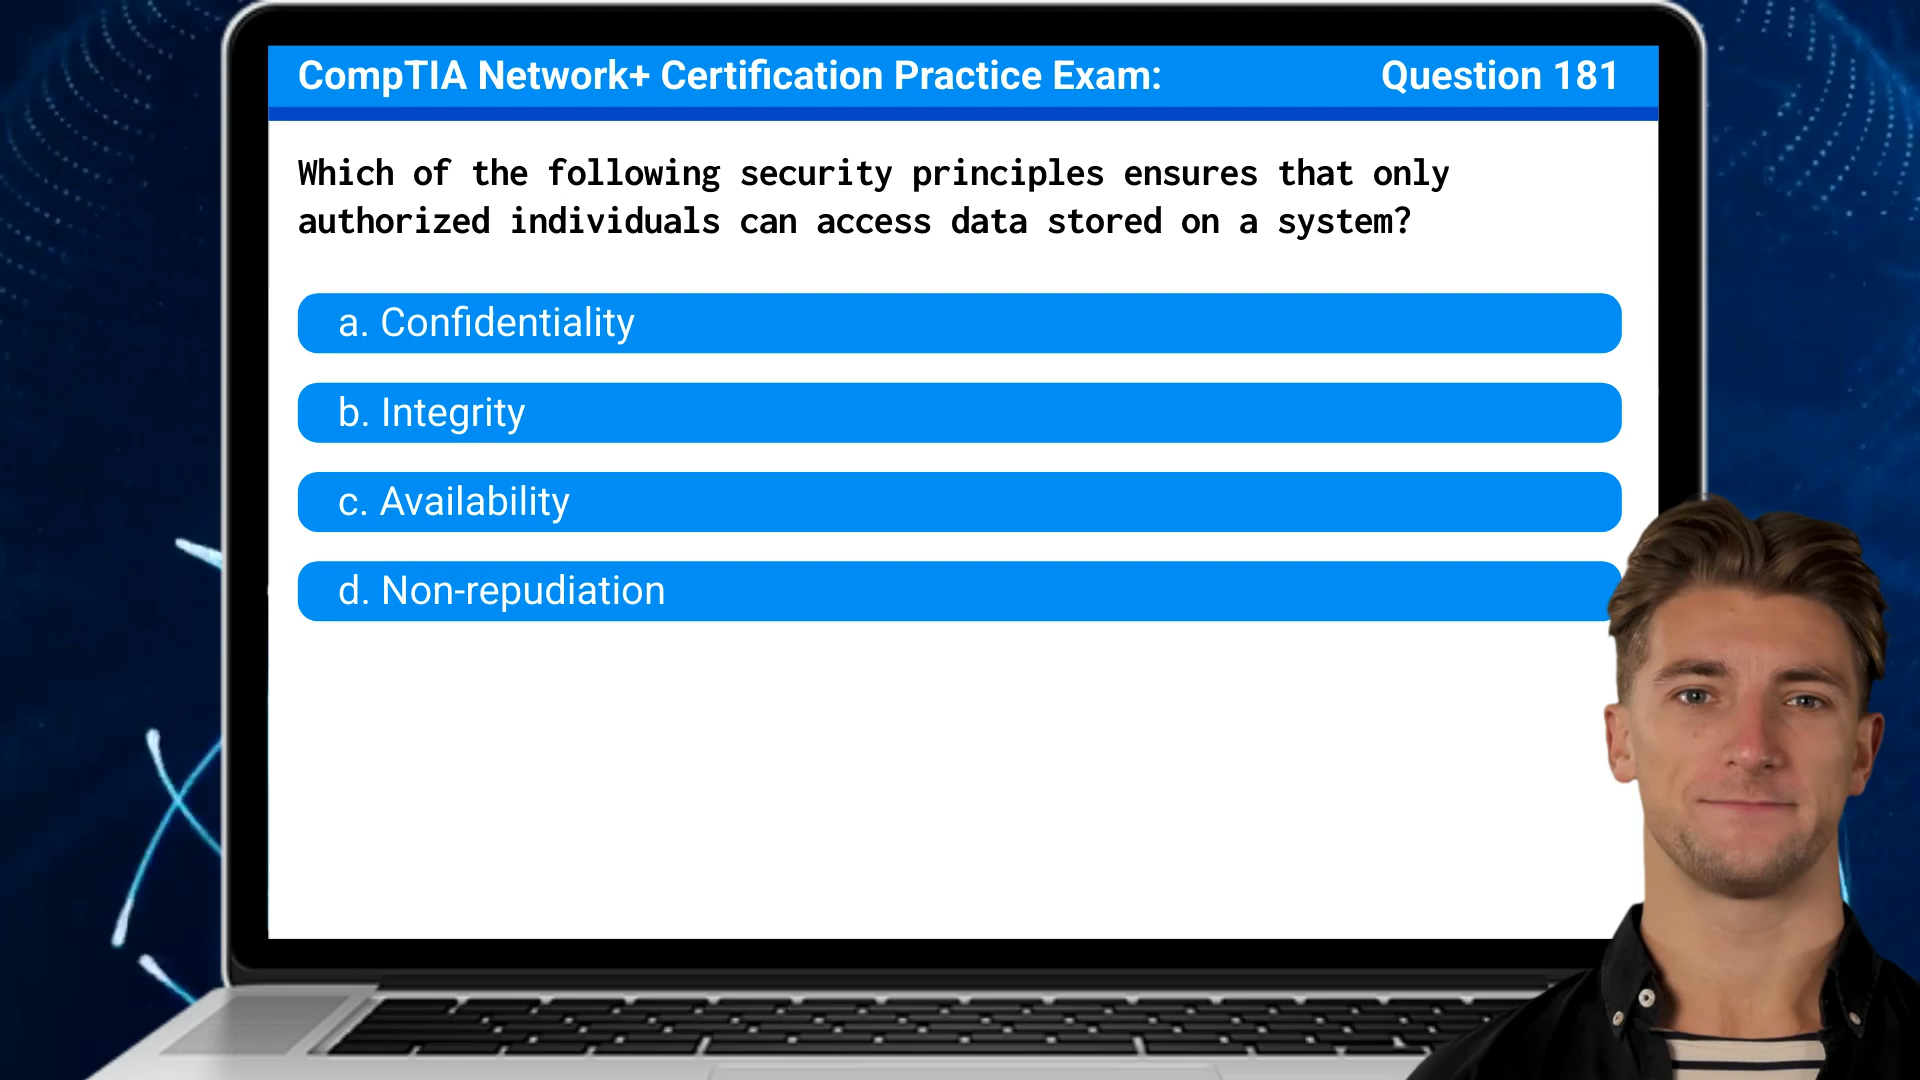 CompTIA Network+ Certification Practice Exam: Question 181
Which of the following security principles ensures that only
authorized individuals can access data stored on a system?
a. Confidentiality
b. Integrity
c. Availability
d. Non-repudiation